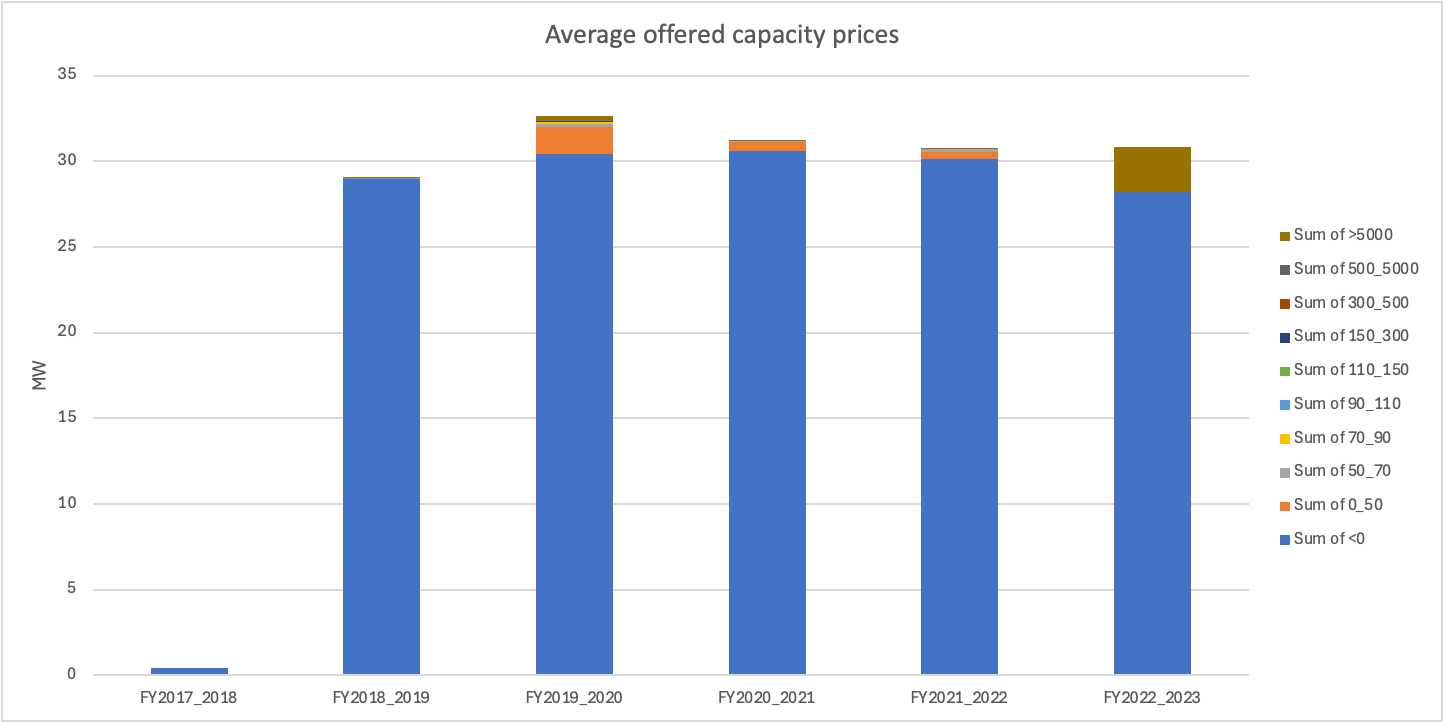 Average offered capacity prices
35
30
25
20
15
10
5
0
MW
FY2017_2018
FY2018_2019
FY2019_2020
FY2020_2021
FY2021_2022
FY2022_2023
Sum of >5000
Sum of 500_5000
Sum of 300_500
Sum of 150_300
Sum of 110_150
Sum of 90_110
Sum of 70_90
Sum of 50_70
Sum of 0_50
Sum of <0